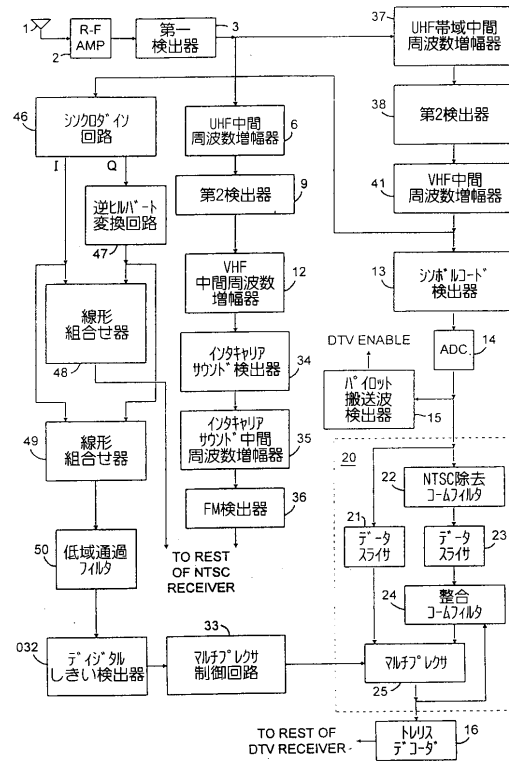 1
R-F
AMP
2
第一
検出器
3
37
UHF帯域中間
周波数増幅器
46
シンクロダイン
回路
I
Q
逆ヒルバート
変換回路
47
UHF中間
周波数増幅器
6
38
第2検出器
第2検出器
9
41
VHF中間
周波数増幅器
VHF
中間周波数
増幅器
12
13
シンボルコード
検出器
線形
組合せ器
48
インタキャリア
サウンド検出器
34
DTV ENABLE
ADC.
14
パイロット
搬送波
検出器
15
49
線形
組合せ器
インタキャリア
サウンド中間
周波数増幅器
35
20
22
NTSC除去
コームフィルタ
FM検出器
36
21
データ
スライサ
データ
スライサ
23
50
低域通過
フィルタ
TO REST
OF NTSC
RECEIVER
24
整合
コームフィルタ
032
ディジタル
しきい検出器
33
マルチプレクサ
制御回路
マルチプレクサ
25
TO REST OF
DTV RECEIVER
トレリス
デコーダ
16